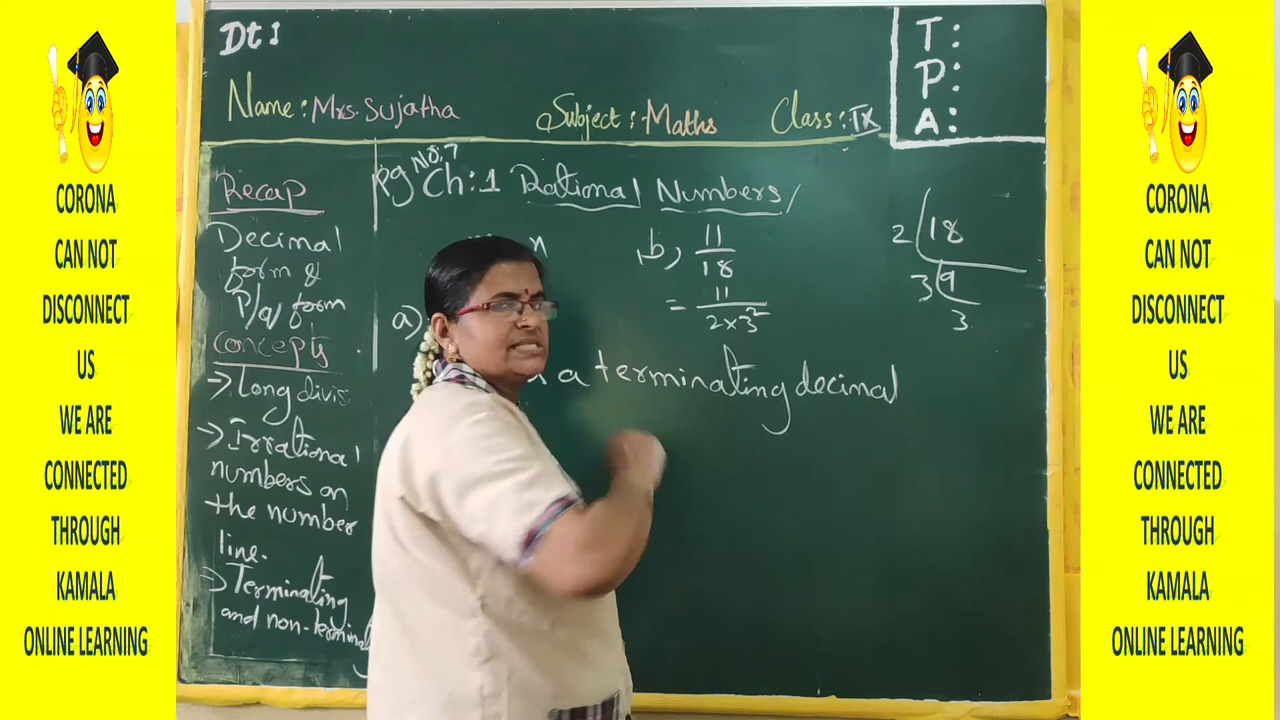 CORONA
CAN NOT
DISCONNECT
US
WE ARE
CONNECTED
THROUGH
KAMALA
ONLINE LEARNING
Dt:
Name: Mrs. Sujatha Subject: Maths Class: IX
T:
P:
A:
Recap
Decimal
form &
P/q form
Concepts
→ Long divis
→ Irrational
numbers on
the number
line.
→ Terminating
and non-terminat
pg No. 7
Ch: 1 Rational Numbers/
a)
n
b) 11/18
= 11/2×3²
a terminating decimal
2 18
3 9
3
CORONA
CAN NOT
DISCONNECT
US
WE ARE
CONNECTED
THROUGH
KAMALA
ONLINE LEARNING